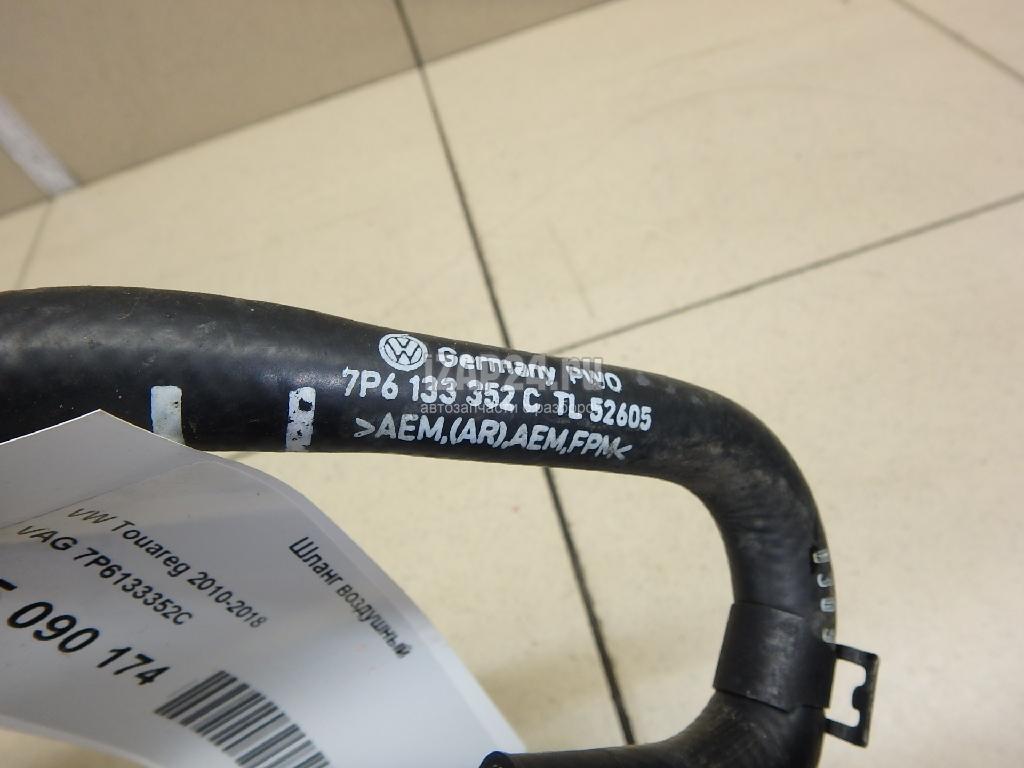 Germany PWO
7P6 133 352 C TL 52605
>AEM,(AR),AEM,FPM<
Шланг воздушный
VW Touareg 2010-2018
VAG 7P6133352C
090 174